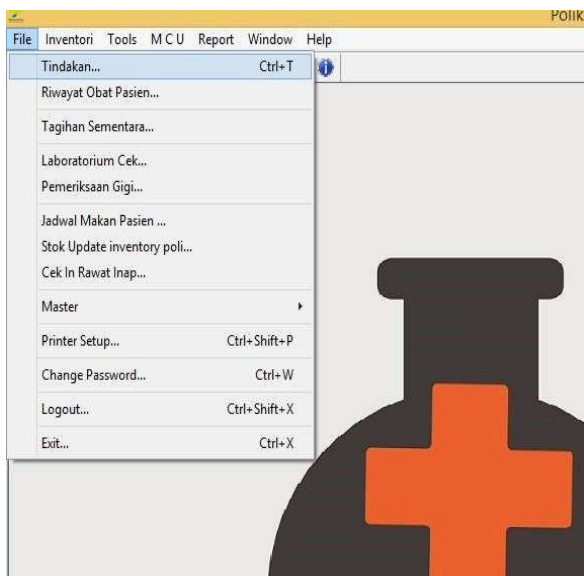 Polik
File Inventori Tools M C U Report Window Help
Tindakan... Ctrl+T
Riwayat Obat Pasien...
Tagihan Sementara...
Laboratorium Cek...
Pemeriksaan Gigi...
Jadwal Makan Pasien ...
Stok Update inventory poli...
Cek In Rawat Inap...
Master
Printer Setup... Ctrl+Shift+P
Change Password... Ctrl+W
Logout... Ctrl+Shift+X
Exit... Ctrl+X